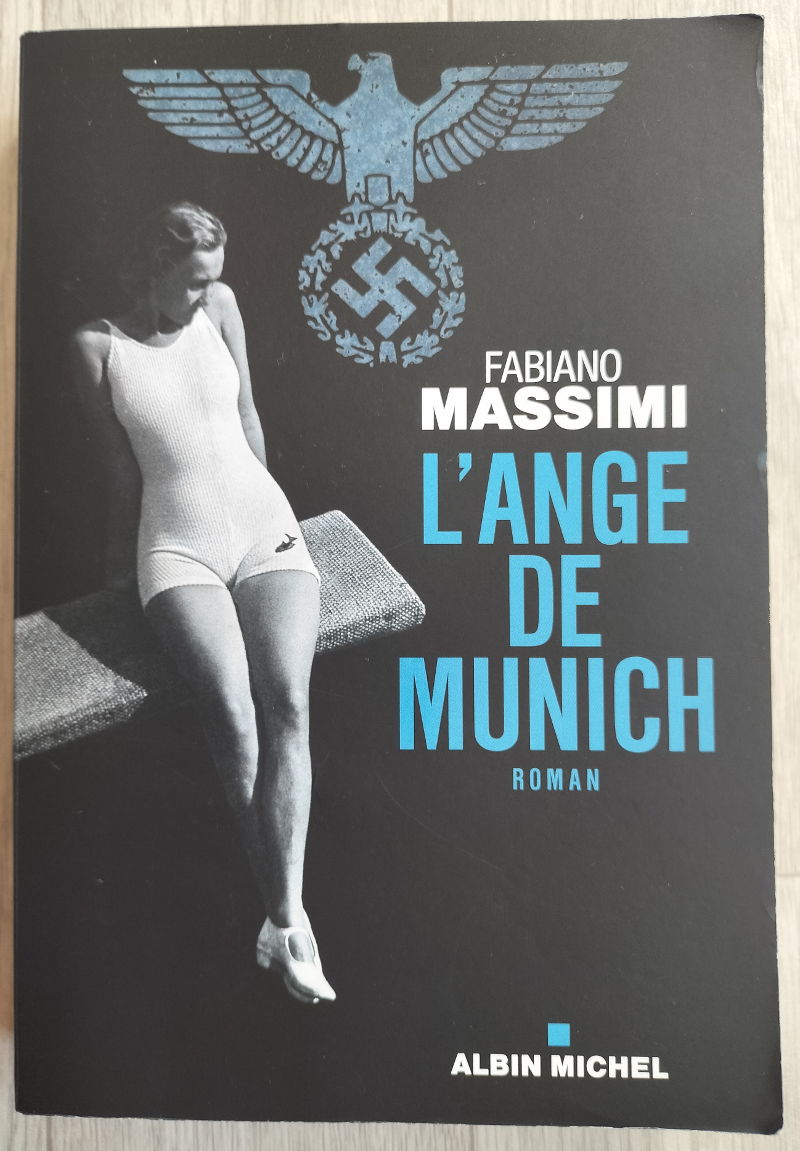 FABIANO
MASSIMI
L'ANGE
DE
MUNICH
ROMAN
ALBIN MICHEL